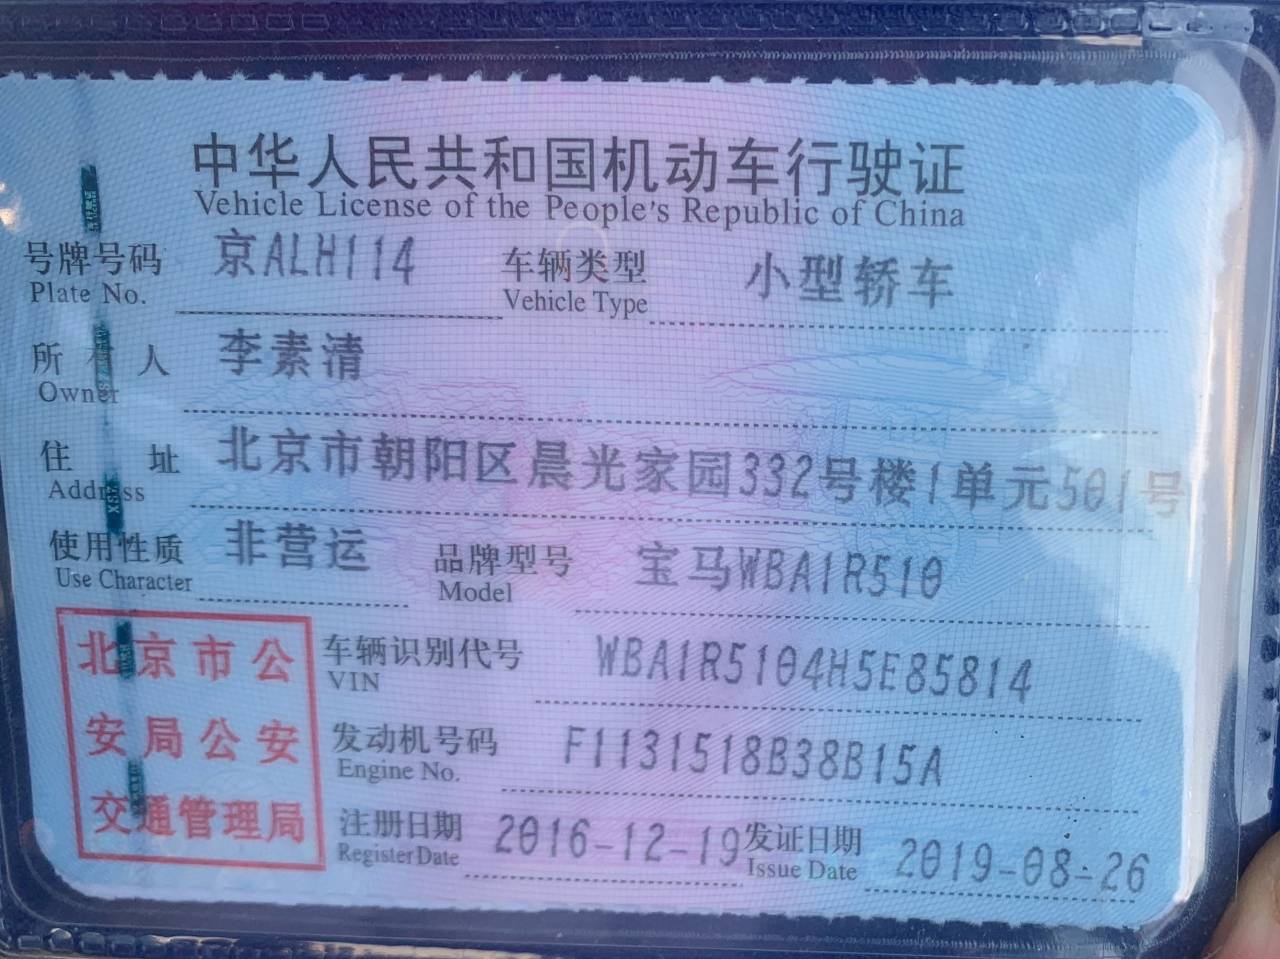 中华人民共和国机动车行驶证
Vehicle License of the People's Republic of China
号牌号码 京ALH114 车辆类型 小型轿车
Plate No. Vehicle Type
所有人 李素清
Owner
住址 北京市朝阳区晨光家园332号楼1单元501号
Address
使用性质 非营运 品牌型号 宝马WBA1R510
Use Character Model
北京市公
安局公安
交通管理局
车辆识别代号 WBA1R5104H5E85814
VIN
发动机号码 F1131518B38B15A
Engine No.
注册日期 2016-12-19 发证日期 2019-08-26
Register Date Issue Date